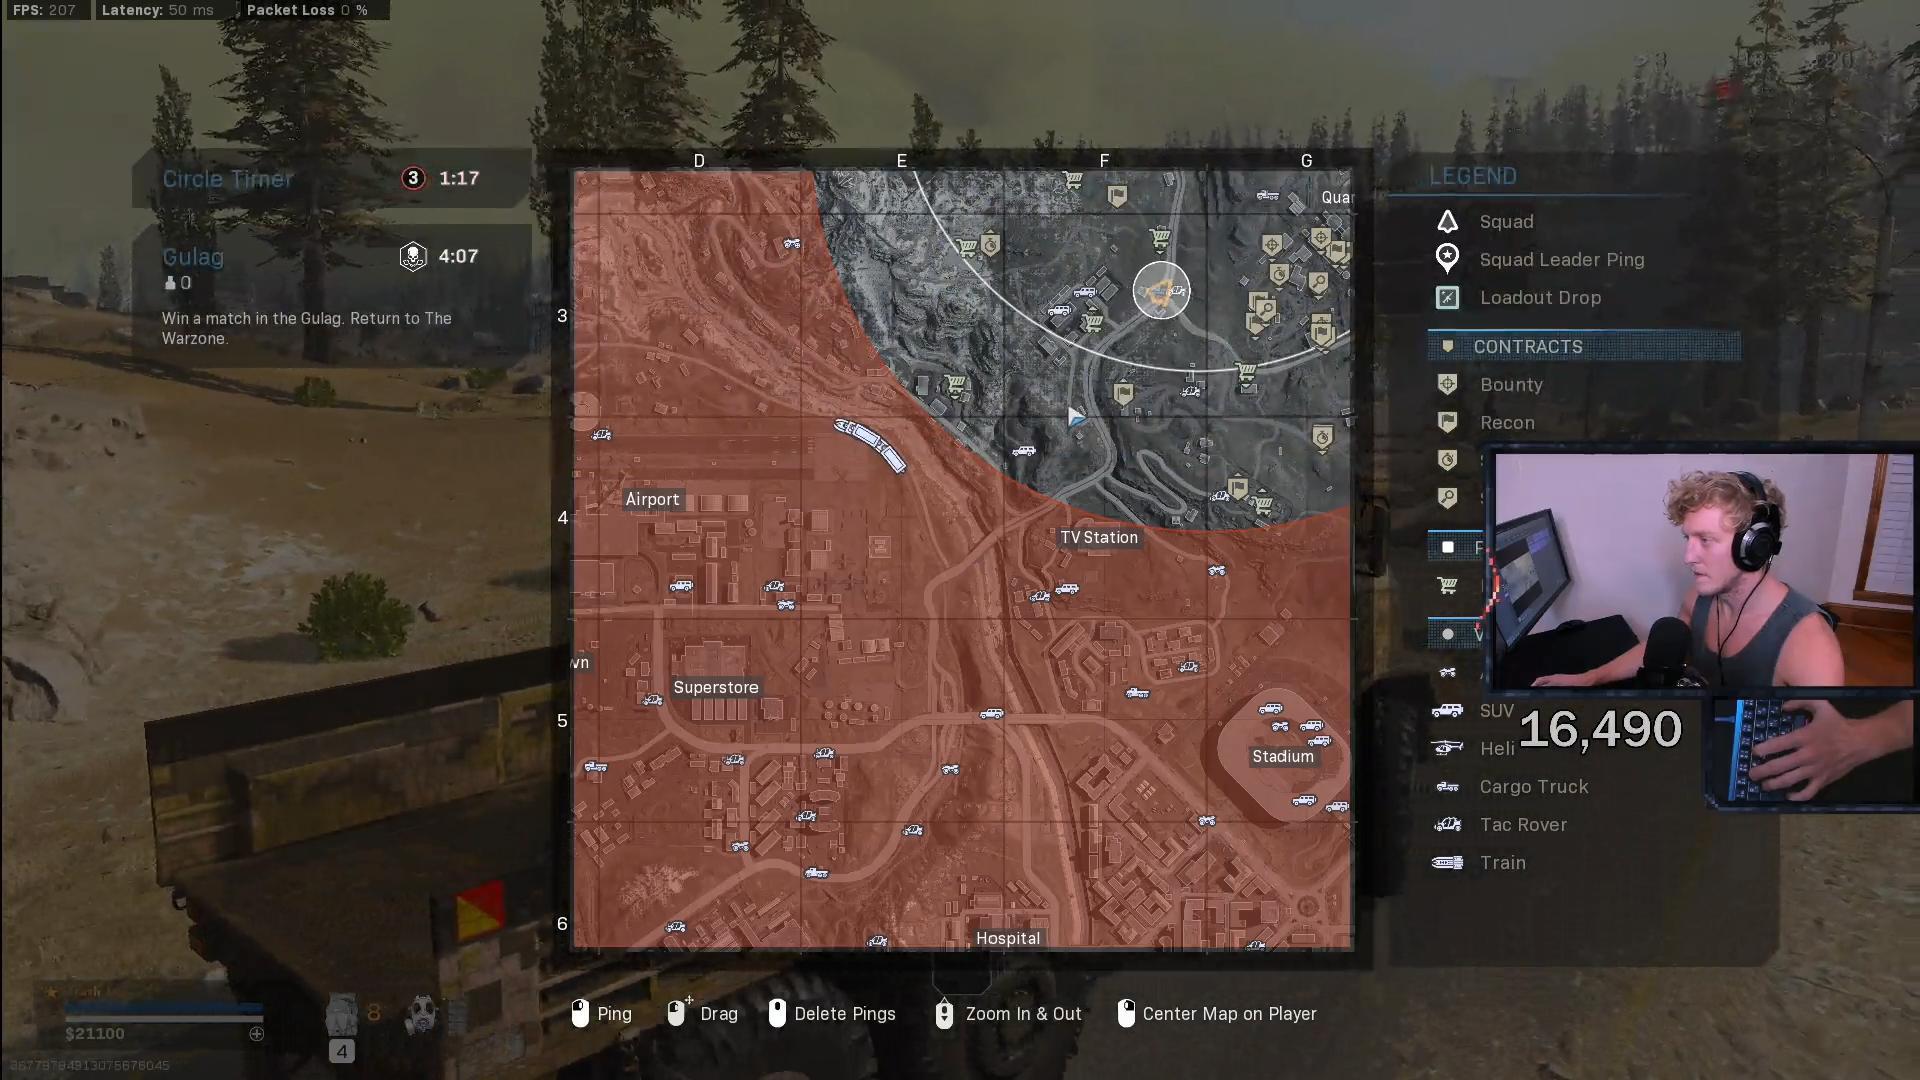 FPS: 207 Latency: 50 ms Packet Loss 0 %
Circle Timer 3 1:17
Gulag 4:07
0
Win a match in the Gulag. Return to The
Warzone.
D E F G
3
4
5
6
Quar
Airport
TV Station
vn
Superstore
Stadium
Hospital
LEGEND
Squad
Squad Leader Ping
Loadout Drop
CONTRACTS
Bounty
Recon
SUV
Heli
16,490
Cargo Truck
Tac Rover
Train
Ping Drag Delete Pings Zoom In & Out Center Map on Player
$21100
8
4